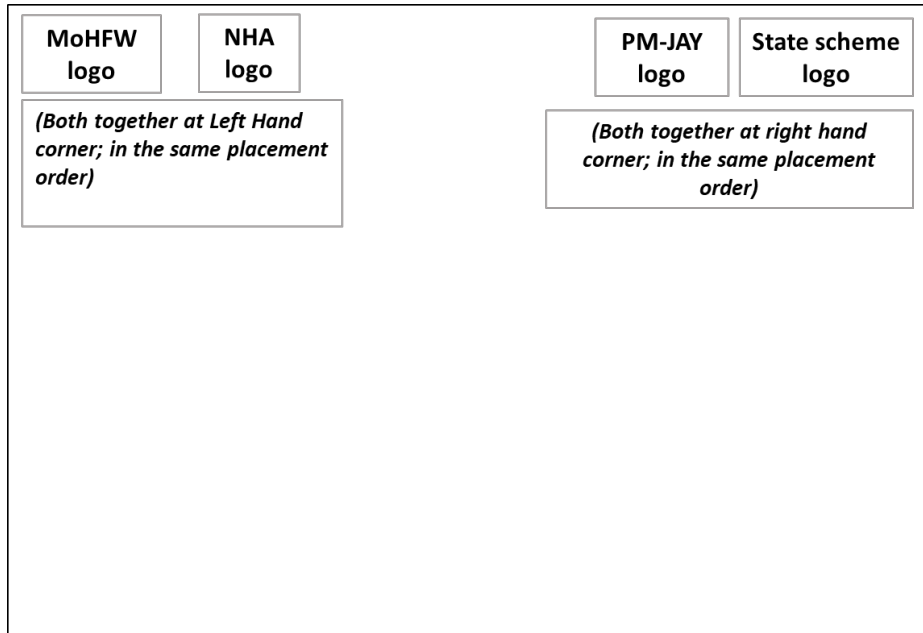 MoHFW
logo
NHA
logo
PM-JAY
logo
State scheme
logo
(Both together at Left Hand
corner; in the same placement
order)
(Both together at right hand
corner; in the same placement
order)